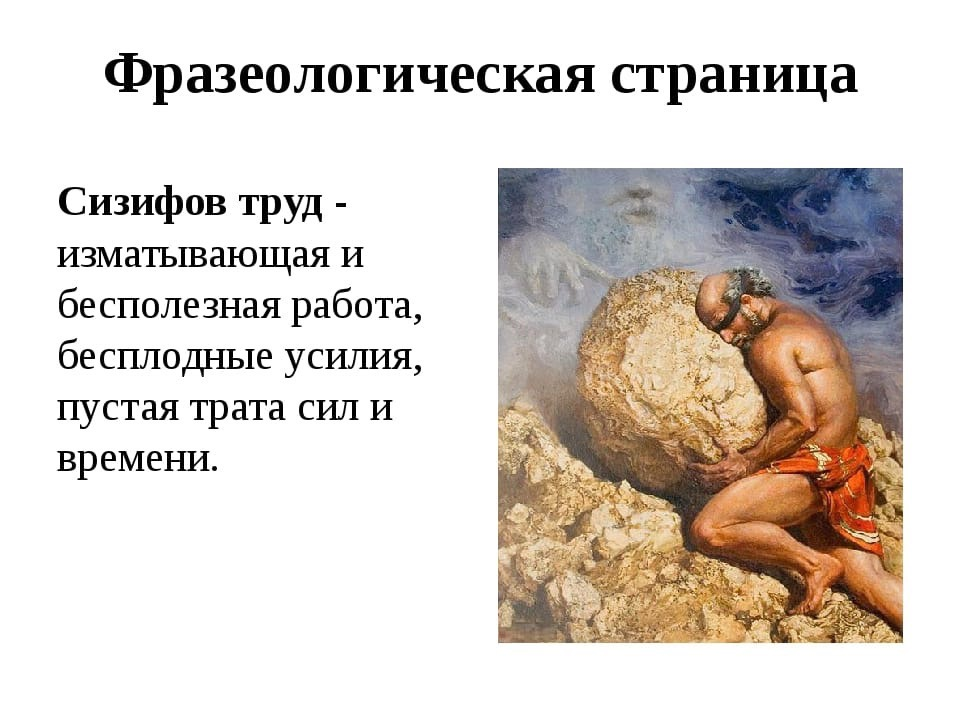 Фразеологическая страница
Сизифов труд -
изматывающая и
бесполезная работа,
бесплодные усилия,
пустая трата сил и
времени.